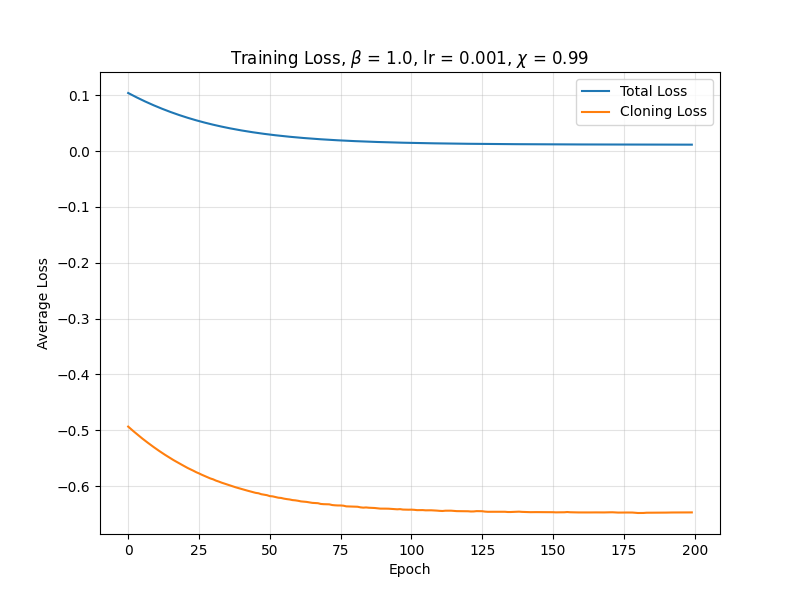 Training Loss, β = 1.0, lr = 0.001, χ = 0.99
Total Loss
Cloning Loss
Average Loss
0.1
0.0
−0.1
−0.2
−0.3
−0.4
−0.5
−0.6
0 25 50 75 100 125 150 175 200
Epoch